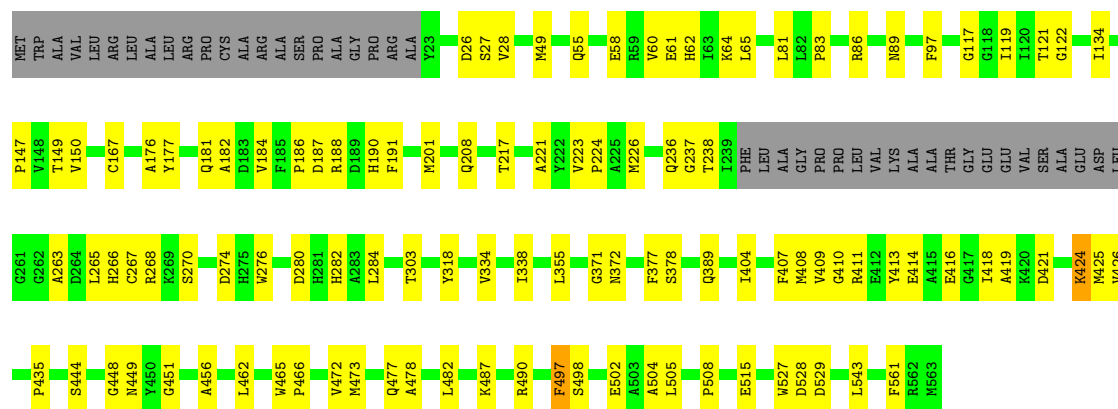 MET TRP ALA VAL LEU ARG LEU ALA LEU ARG PRO CYS ALA ARG ALA SER PRO ALA GLY PRO ARG ALA Y23 D26 S27 V28 M49 Q55 E58 R59 V60 E61 H62 I63 K64 L65 L81 L82 P83 R86 N89 F97 G117 G118 I119 I120 T121 G122 I134
P147 V148 T149 V150 C167 A176 Y177 Q181 A182 D183 V184 F185 P186 D187 R188 D189 H190 F191 M201 Q208 T217 A221 Y222 V223 P224 A225 M226 Q236 G237 T238 I239 PHE LEU ALA GLY PRO PRO LEU VAL LYS ALA ALA THR GLY GLU GLU VAL SER ALA GLU ASP LEU
G261 G262 A263 D264 L265 H266 C267 R268 K269 S270 D274 H275 W276 D280 H281 H282 A283 L284 T303 Y318 V334 I338 L355 G371 N372 F377 S378 Q389 I404 F407 M408 V409 G410 R411 E412 Y413 E414 A415 E416 G417 I418 A419 K420 D421 K424 M425 V426
P435 S444 G448 N449 Y450 G451 A456 L462 W465 P466 V472 M473 Q477 A478 L482 K487 R490 F497 S498 E502 A503 A504 L505 P508 E515 W527 D528 D529 L543 F561 R562 M563